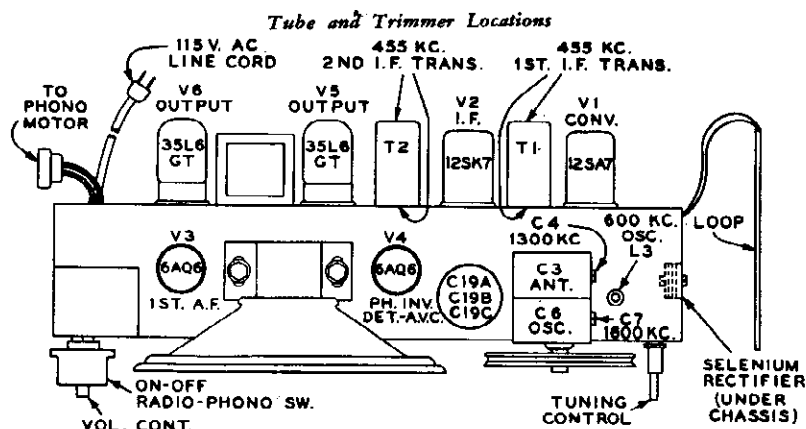 Tube and Trimmer Locations
115 V. AC
LINE CORD
455 KC.
2ND I.F. TRANS.
455 KC.
1ST. I.F. TRANS.
TO
PHONO
MOTOR
V6
OUTPUT
V5
OUTPUT
V2
I.F.
V1
CONV.
35L6
GT
35L6
GT
T2
12SK7
T1
12SA7
V3
6AQ6
1ST. A.F.
V4
6AQ6
PH. INV.
DET.-A.V.C.
C19A
C19B
C19C
C4
1300 KC
C3
ANT.
C6
OSC.
600 KC.
OSC.
L3
C7
1600 KC.
LOOP
ON-OFF
RADIO-PHONO SW.
VOL. CONT.
TUNING
CONTROL
SELENIUM
RECTIFIER
(UNDER
CHASSIS)